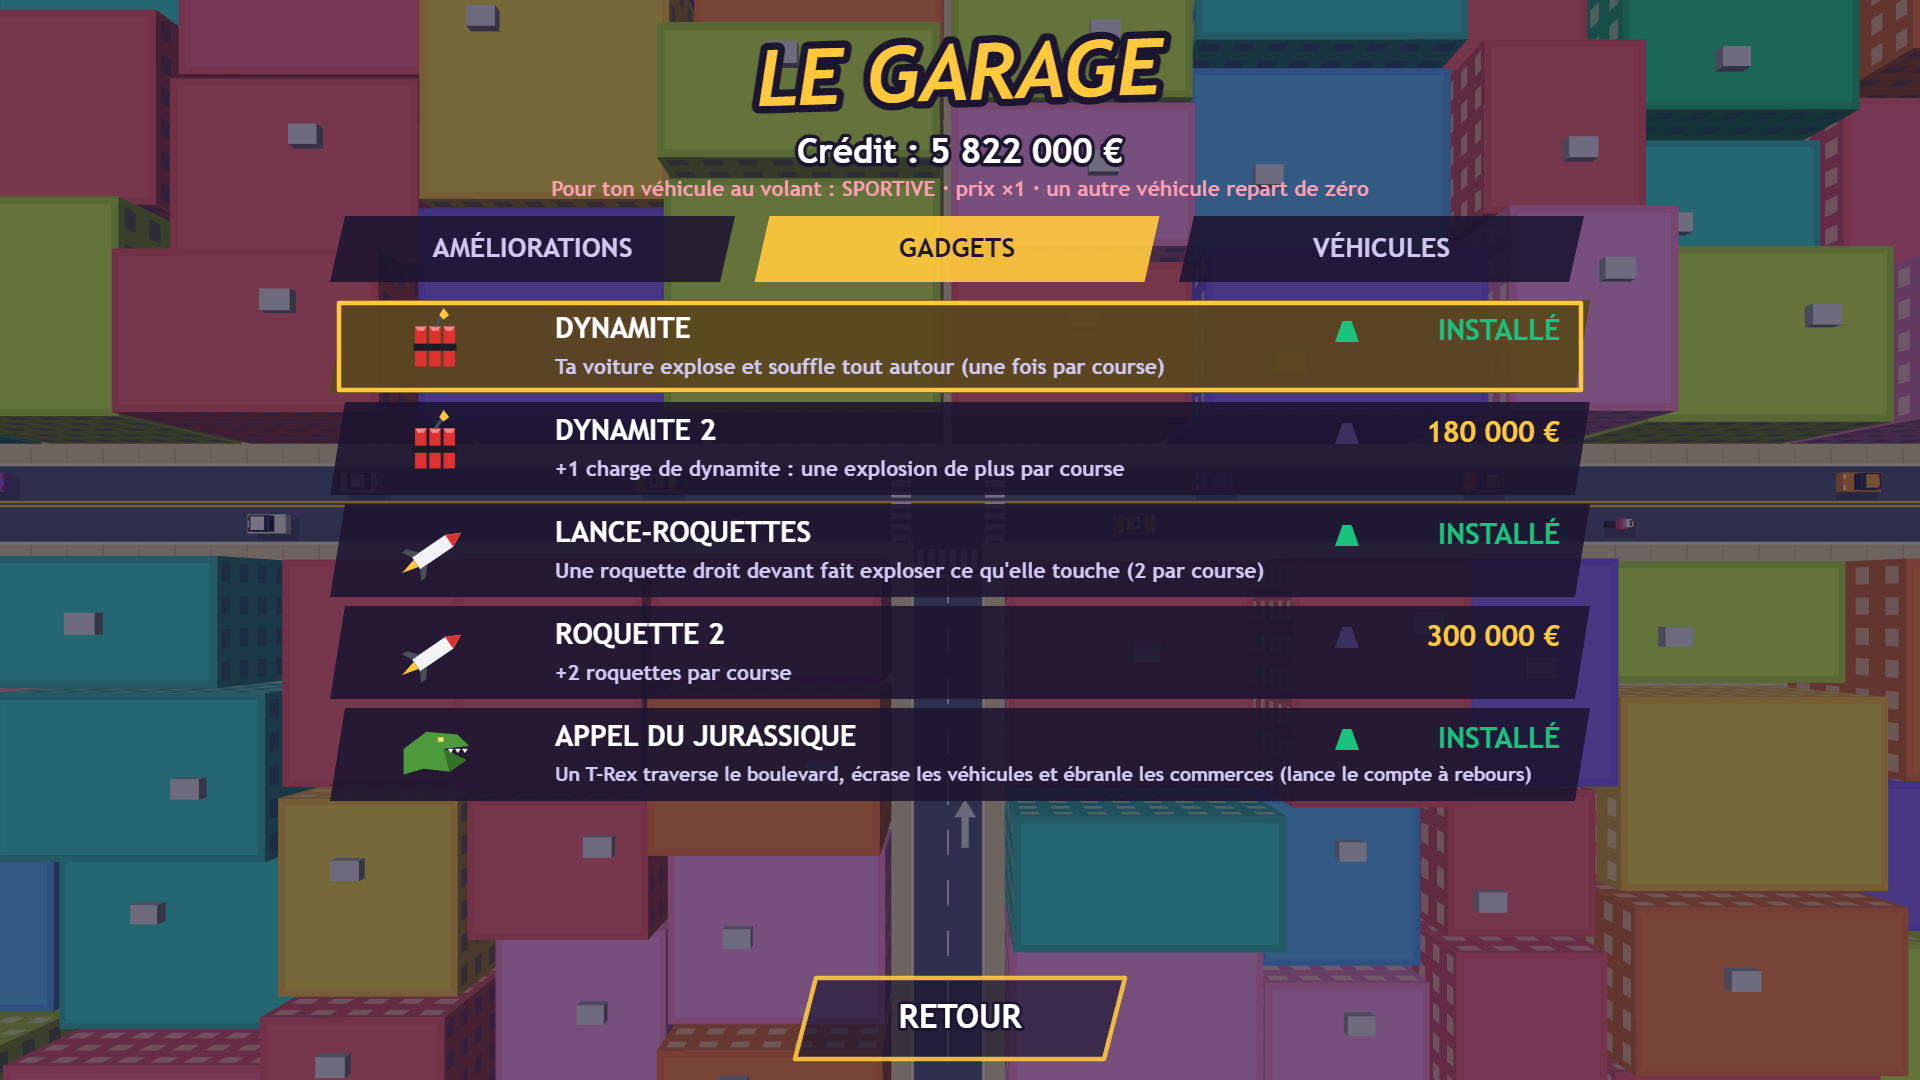 LE GARAGE
Crédit : 5 822 000 €
Pour ton véhicule au volant : SPORTIVE · prix ×1 · un autre véhicule repart de zéro
AMÉLIORATIONS
GADGETS
VÉHICULES
DYNAMITE
INSTALLÉ
Ta voiture explose et souffle tout autour (une fois par course)
DYNAMITE 2
180 000 €
+1 charge de dynamite : une explosion de plus par course
LANCE-ROQUETTES
INSTALLÉ
Une roquette droit devant fait exploser ce qu'elle touche (2 par course)
ROQUETTE 2
300 000 €
+2 roquettes par course
APPEL DU JURASSIQUE
INSTALLÉ
Un T-Rex traverse le boulevard, écrase les véhicules et ébranle les commerces (lance le compte à rebours)
RETOUR